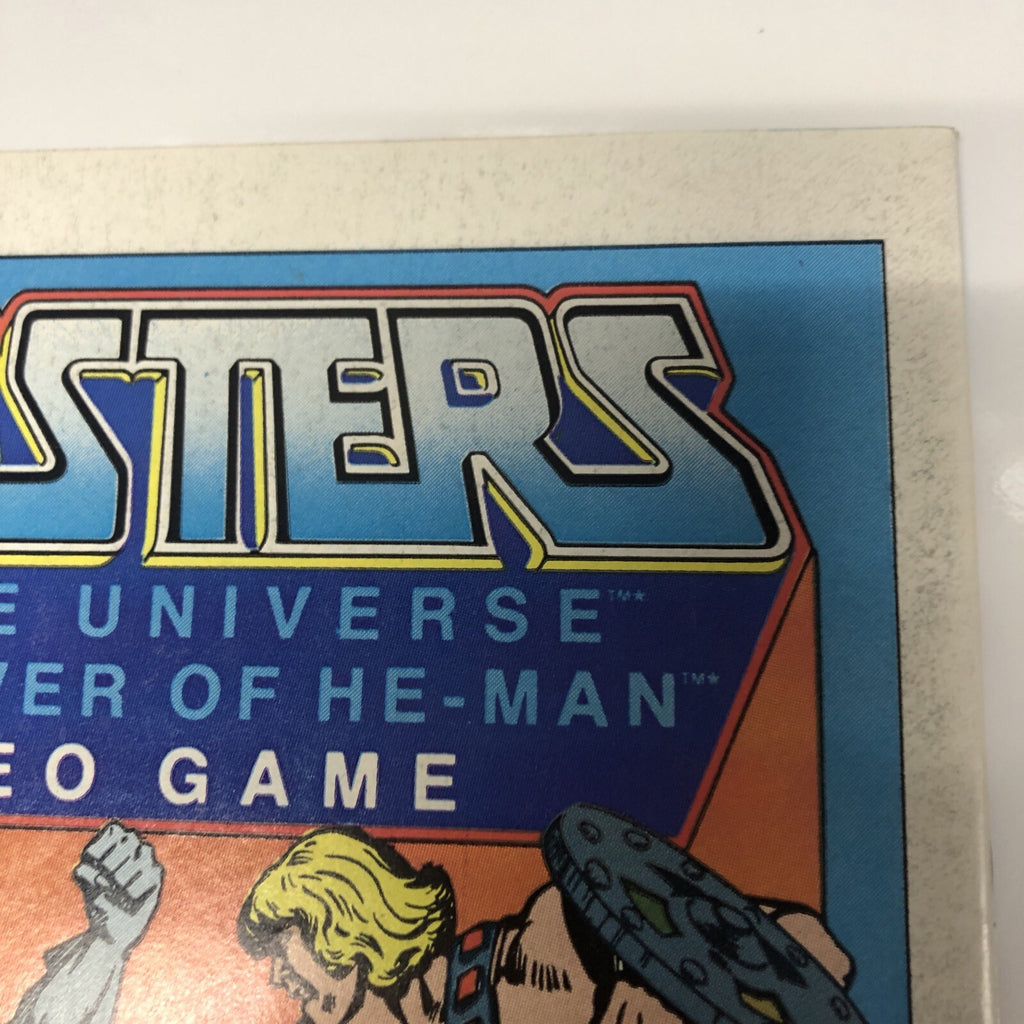 STERS
E UNIVERSE™*
VER OF HE-MAN™*
EO GAME